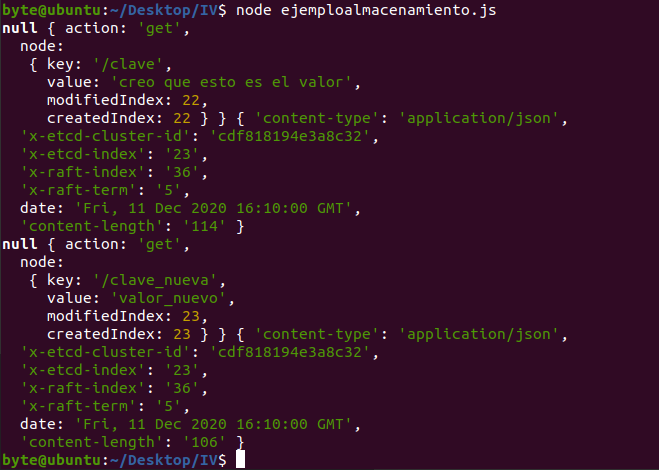 byte@ubuntu:~/Desktop/IV$ node ejemploalmacenamiento.js
null { action: 'get',
  node:
   { key: '/clave',
     value: 'creo que esto es el valor',
     modifiedIndex: 22,
     createdIndex: 22 } } { 'content-type': 'application/json',
  'x-etcd-cluster-id': 'cdf818194e3a8c32',
  'x-etcd-index': '23',
  'x-raft-index': '36',
  'x-raft-term': '5',
  date: 'Fri, 11 Dec 2020 16:10:00 GMT',
  'content-length': '114' }
null { action: 'get',
  node:
   { key: '/clave_nueva',
     value: 'valor_nuevo',
     modifiedIndex: 23,
     createdIndex: 23 } } { 'content-type': 'application/json',
  'x-etcd-cluster-id': 'cdf818194e3a8c32',
  'x-etcd-index': '23',
  'x-raft-index': '36',
  'x-raft-term': '5',
  date: 'Fri, 11 Dec 2020 16:10:00 GMT',
  'content-length': '106' }
byte@ubuntu:~/Desktop/IV$